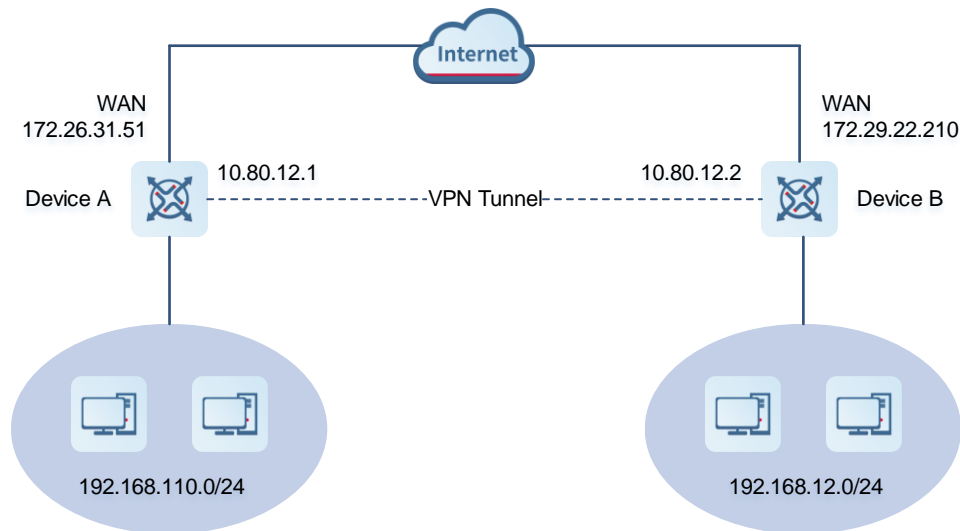 Internet
WAN
172.26.31.51
WAN
172.29.22.210
10.80.12.1
10.80.12.2
Device A
VPN Tunnel
Device B
192.168.110.0/24
192.168.12.0/24